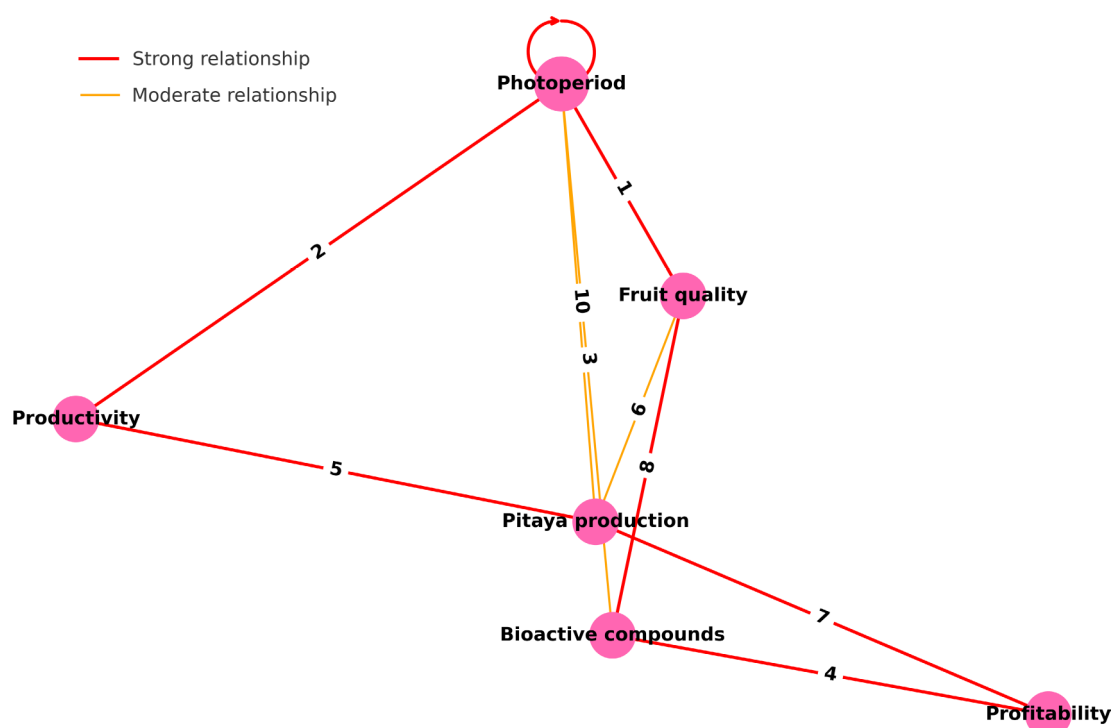 Strong relationship
Moderate relationship
Photoperiod
1
2
Fruit quality
10
3
9
Productivity
8
5
Pitaya production
7
Bioactive compounds
4
Profitability